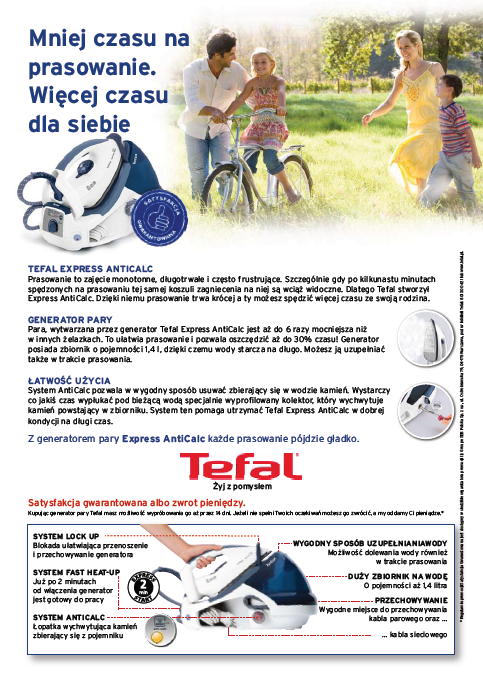 Mniej czasu na
prasowanie.
Więcej czasu
dla siebie
SATYSFAKCJA
GWARANTOWANA
TEFAL EXPRESS ANTICALC
Prasowanie to zajęcie monotonne, długotrwałe i często frustrujące. Szczególnie gdy po kilkunastu minutach
spędzonych na prasowaniu tej samej koszuli zagniecenia na niej są wciąż widoczne. Dlatego Tefal stworzył
Express AntiCalc. Dzięki niemu prasowanie trwa krócej a ty możesz spędzić więcej czasu ze swoją rodzina.
GENERATOR PARY
Para, wytwarzana przez generator Tefal Express AntiCalc jest aż do 6 razy mocniejsza niż
w innych żelazkach. To ułatwia prasowanie i pozwala oszczędzić aż do 30% czasu! Generator
posiada zbiornik o pojemności 1,4 l, dzięki czemu wody starcza na długo. Możesz ją uzupełniać
także w trakcie prasowania.
ŁATWOŚĆ UŻYCIA
System AntiCalc pozwala w wygodny sposób usuwać zbierający się w wodzie kamień. Wystarczy
co jakiś czas wypłukać pod bieżącą wodą specjalnie wyprofilowany kolektor, który wychwytuje
kamień powstający w zbiorniku. System ten pomaga utrzymać Tefal Express AntiCalc w dobrej
kondycji na długi czas.
Z generatorem pary Express AntiCalc każde prasowanie pójdzie gładko.
Tefal
Żyj z pomysłem
Satysfakcja gwarantowana albo zwrot pieniędzy.
Kupując generator pary Tefal masz możliwość wypróbowania go aż przez 14 dni. Jeżeli nie spełni Twoich oczekiwań możesz go zwrócić, a my oddamy Ci pieniądze.*
SYSTEM LOCK UP
Blokada ułatwiająca przenoszenie
i przechowywanie generatora
SYSTEM FAST HEAT-UP
Już po 2 minutach
od włączenia generator
jest gotowy do pracy
SYSTEM ANTICALC
Łopatka wychwytująca kamień
zbierający się z pojemniku
SZYBKI
2
min
START
WYGODNY SPOSÓB UZUPEŁNIANIAWODY
Możliwość dolewania wody również
w trakcie prasowania
DUŻY ZBIORNIK NA WODĘ
O pojemności aż 1,4 litra
PRZECHOWYWANIE
Wygodne miejsce do przechowywania
kabla parowego oraz ...
... kabla sieciowego